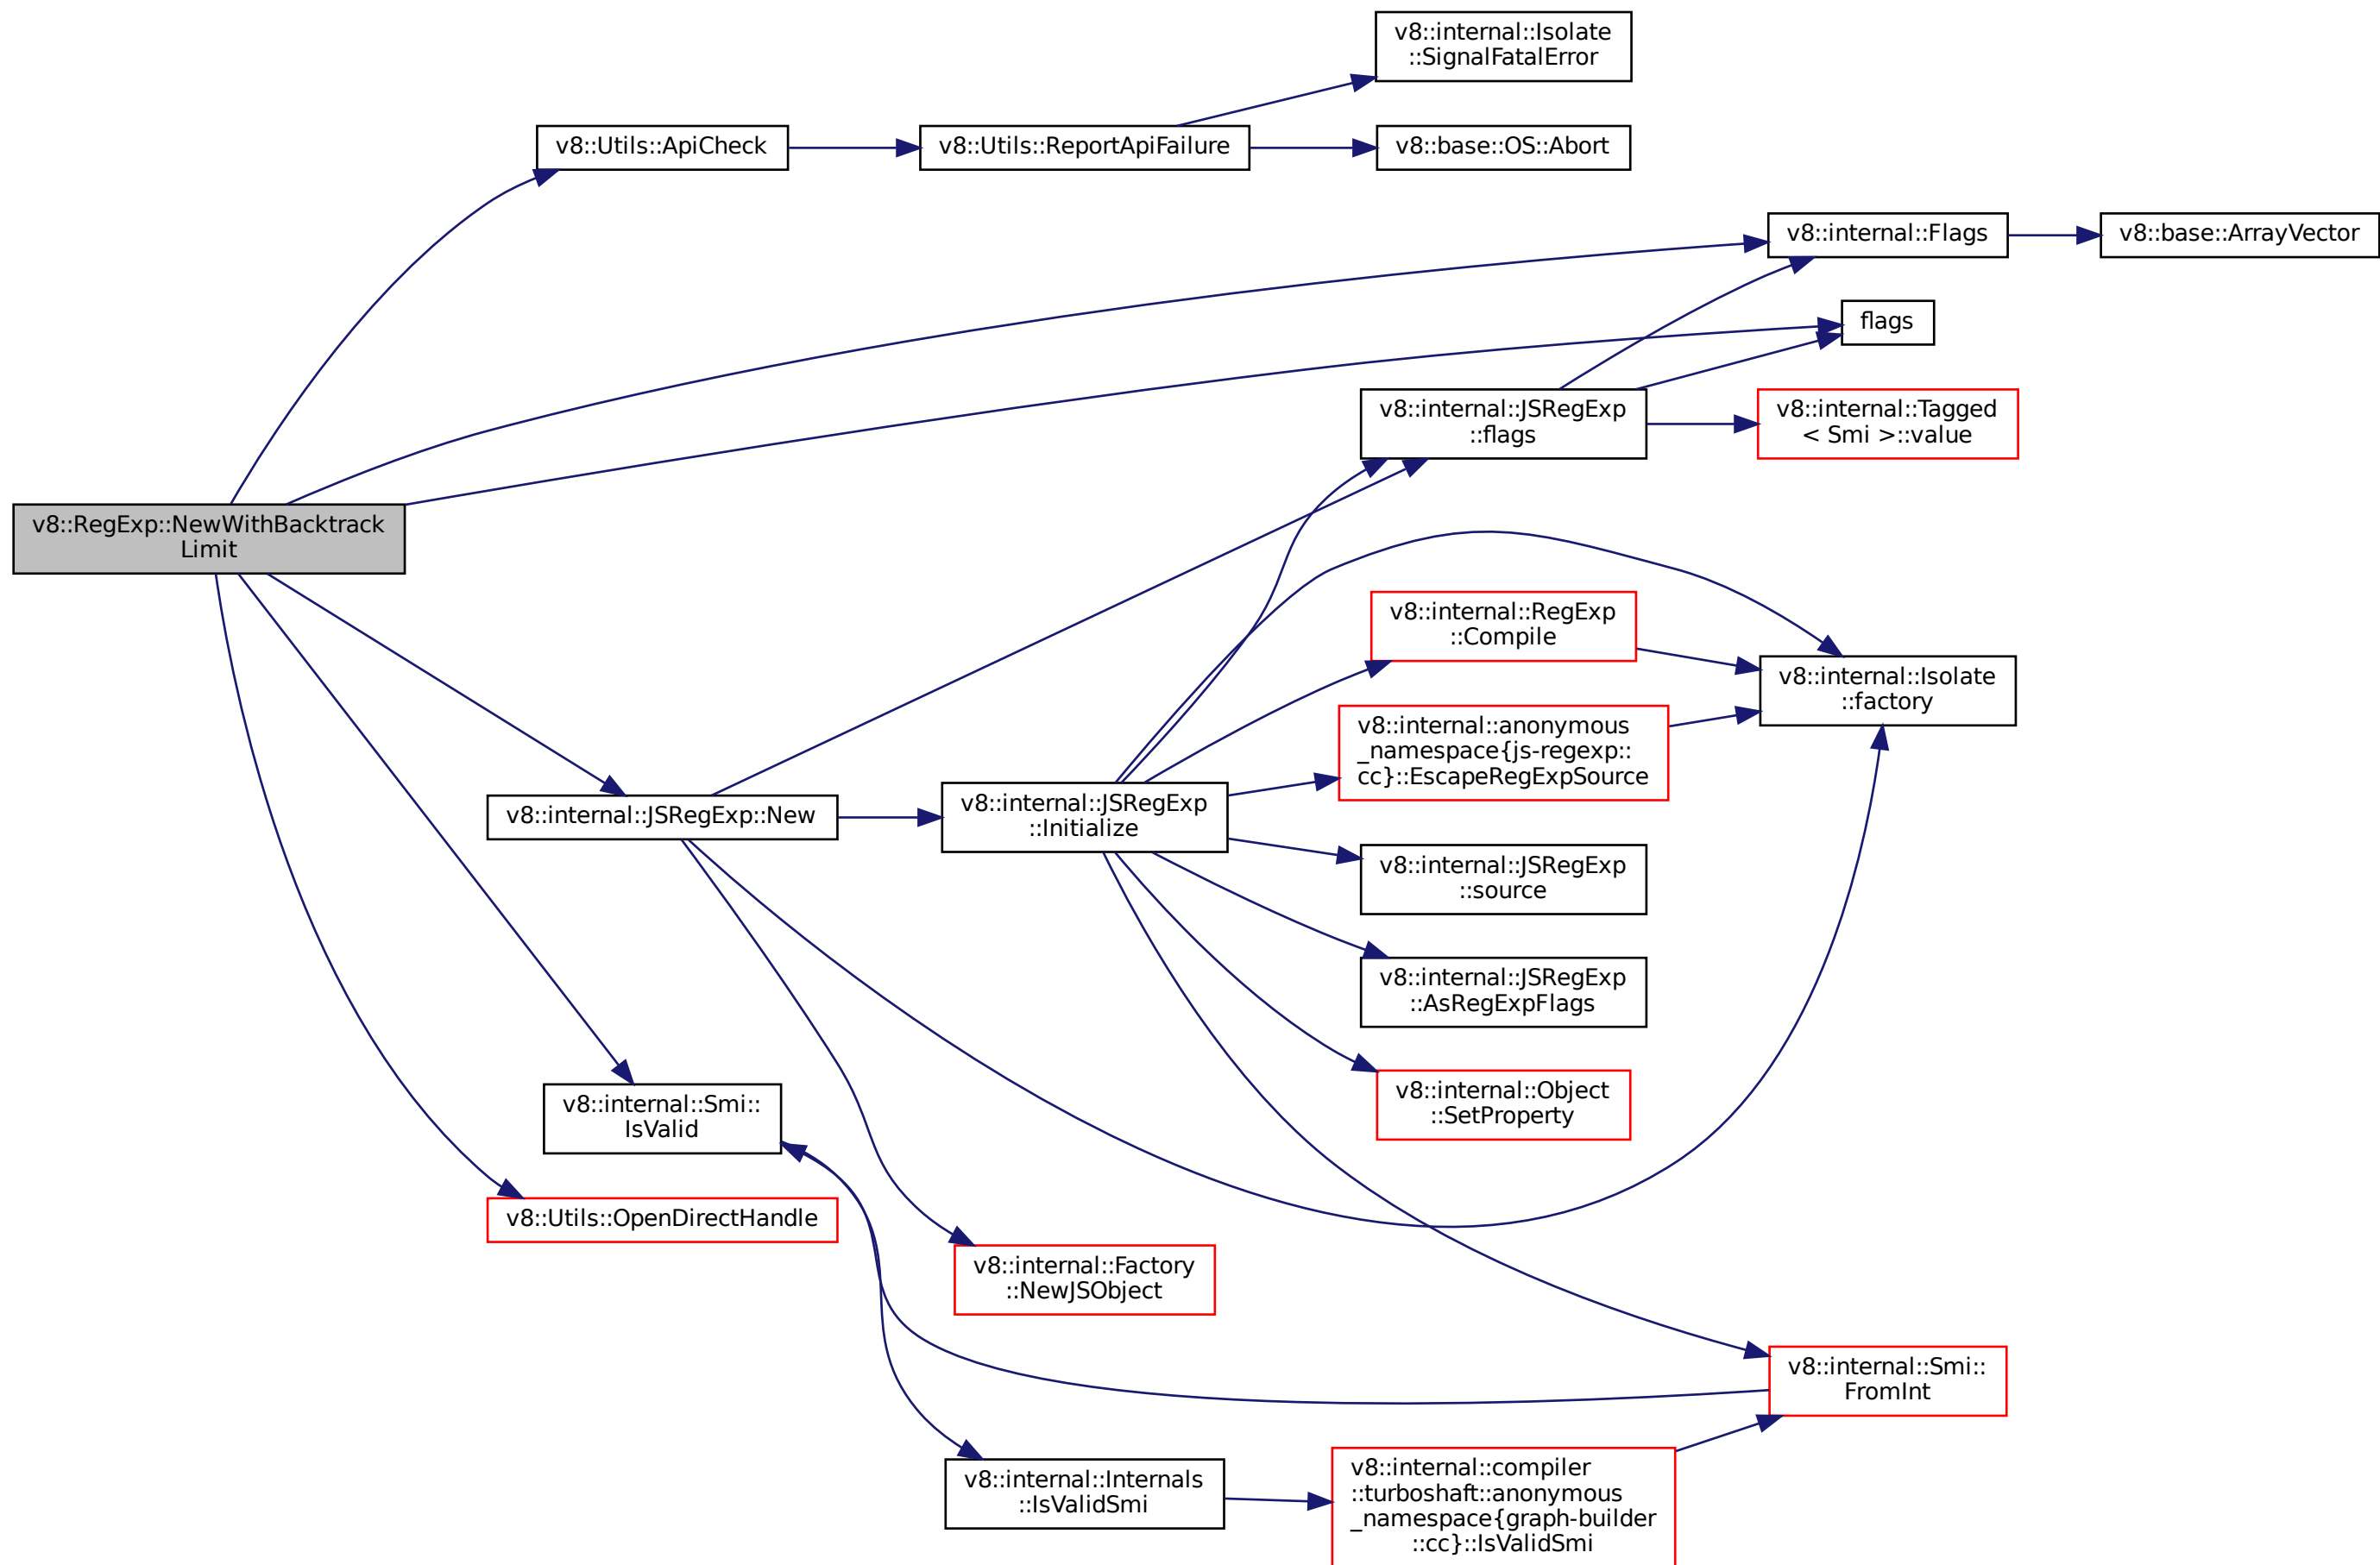 v8::internal::Isolate
::SignalFatalError
v8::Utils::ApiCheck
v8::Utils::ReportApiFailure
v8::base::OS::Abort
v8::internal::Flags
v8::base::ArrayVector
flags
v8::internal::JSRegExp
::flags
v8::internal::Tagged
< Smi >::value
v8::RegExp::NewWithBacktrack
Limit
v8::internal::RegExp
::Compile
v8::internal::Isolate
::factory
v8::internal::anonymous
_namespace{js-regexp::
cc}::EscapeRegExpSource
v8::internal::JSRegExp::New
v8::internal::JSRegExp
::Initialize
v8::internal::JSRegExp
::source
v8::internal::JSRegExp
::AsRegExpFlags
v8::internal::Smi::
IsValid
v8::internal::Object
::SetProperty
v8::Utils::OpenDirectHandle
v8::internal::Factory
::NewJSObject
v8::internal::Smi::
FromInt
v8::internal::Internals
::IsValidSmi
v8::internal::compiler
::turboshaft::anonymous
_namespace{graph-builder
::cc}::IsValidSmi